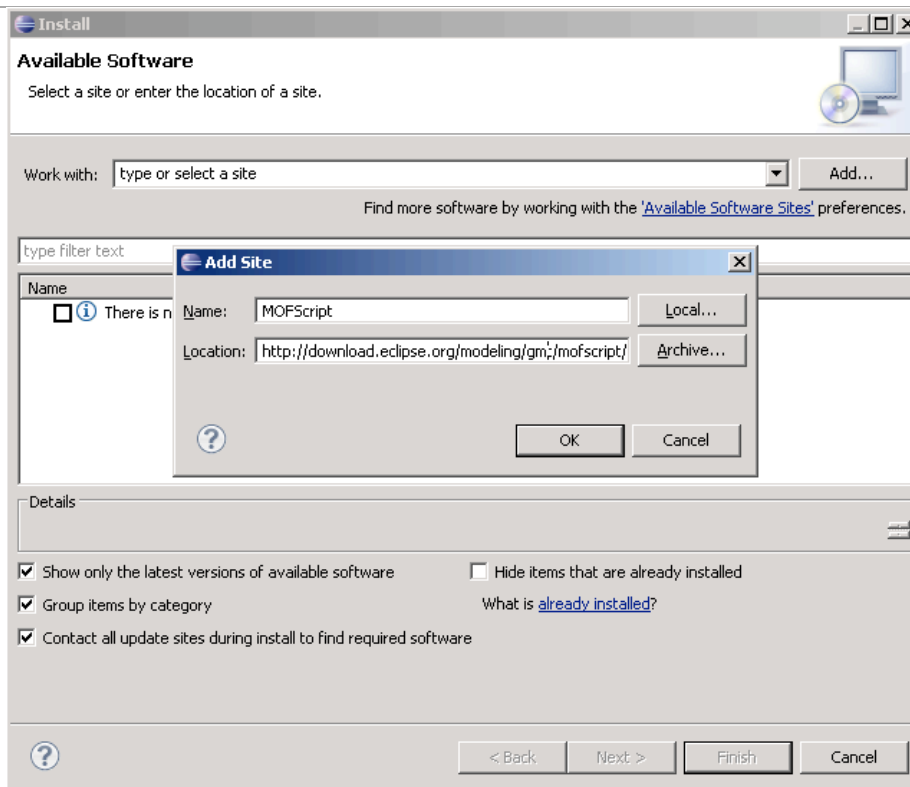 Install
Available Software
Select a site or enter the location of a site.
Work with: type or select a site Add...
Find more software by working with the 'Available Software Sites' preferences.
type filter text
Add Site
Name
There is n
Name: MOFScript Local...
Location: http://download.eclipse.org/modeling/gmt/mofscript/ Archive...
OK Cancel
Details
Show only the latest versions of available software Hide items that are already installed
Group items by category What is already installed?
Contact all update sites during install to find required software
< Back Next > Finish Cancel